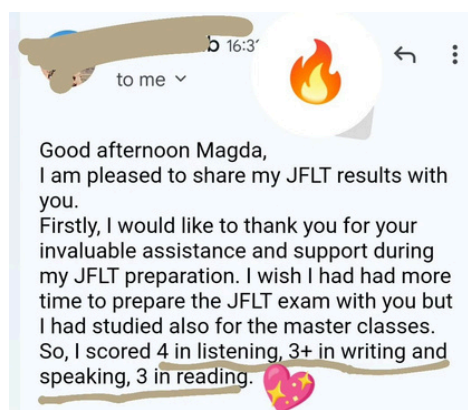 16:3
to me
Good afternoon Magda,
I am pleased to share my JFLT results with
you.
Firstly, I would like to thank you for your
invaluable assistance and support during
my JFLT preparation. I wish I had had more
time to prepare the JFLT exam with you but
I had studied also for the master classes.
So, I scored 4 in listening, 3+ in writing and
speaking, 3 in reading.